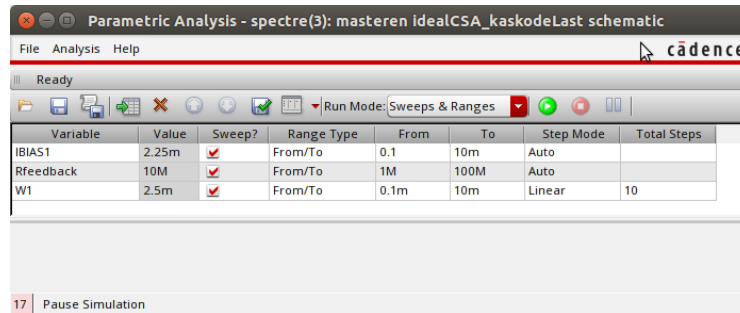 Parametric Analysis - spectre(3): masteren idealCSA_kaskodeLast schematic
File Analysis Help cādence
Ready
Run Mode: Sweeps & Ranges
Variable Value Sweep? Range Type From To Step Mode Total Steps
IBIAS1 2.25m From/To 0.1 10m Auto
Rfeedback 10M From/To 1M 100M Auto
W1 2.5m From/To 0.1m 10m Linear 10
17 Pause Simulation